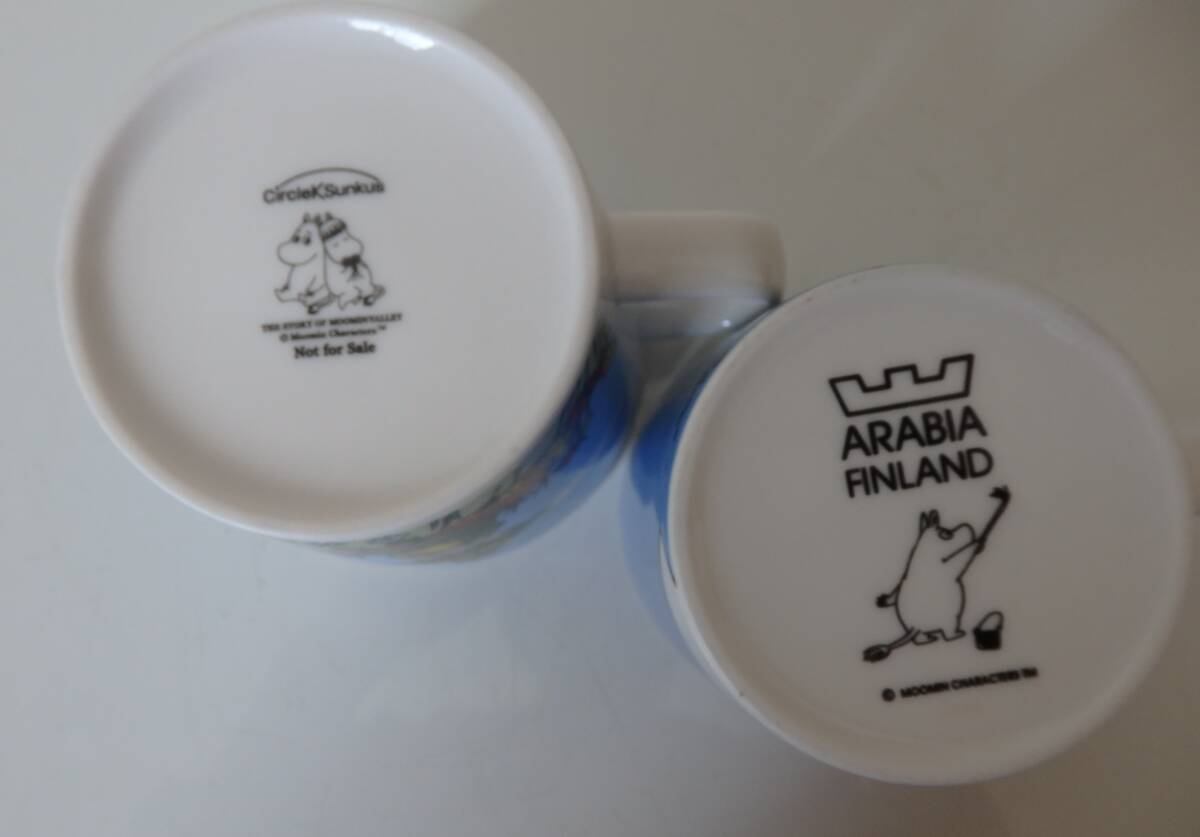 CircleKSunkus
THE STORY OF MOOMINVALLEY
© Moomin Characters™
Not for Sale
ARABIA
FINLAND
© MOOMIN CHARACTERS TM